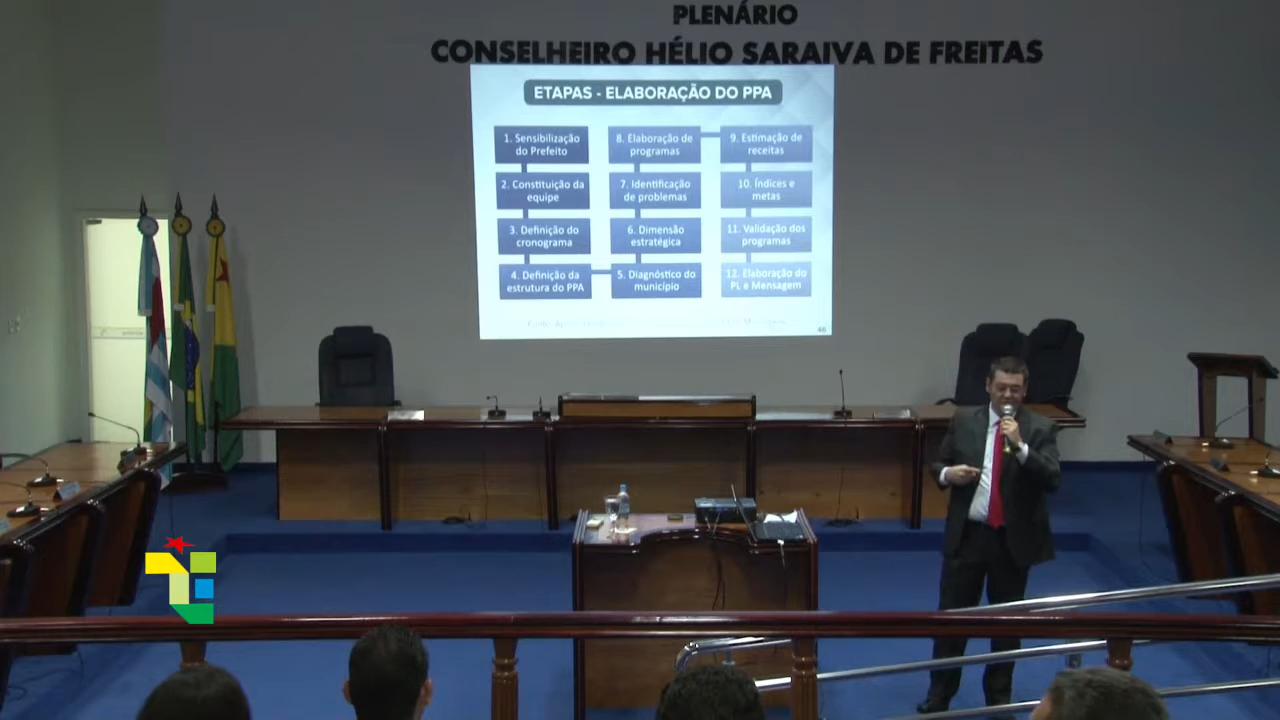 PLENÁRIO
CONSELHEIRO HÉLIO SARAIVA DE FREITAS
ETAPAS - ELABORAÇÃO DO PPA
1. Sensibilização
do Prefeito
2. Constituição da
equipe
3. Definição do
cronograma
4. Definição da
estrutura do PPA
5. Diagnóstico do
município
6. Dimensão
estratégica
7. Identificação
de problemas
8. Elaboração de
programas
9. Estimação de
receitas
10. Índices e
metas
11. Validação dos
programas
12. Elaboração do
PL e Mensagem
46